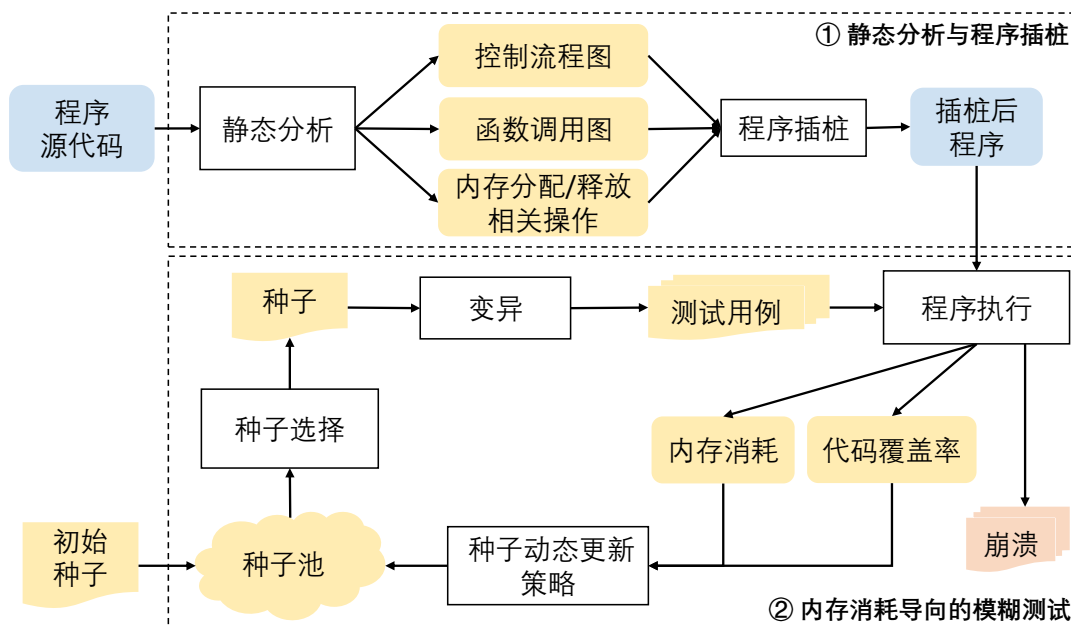 ① 静态分析与程序插桩
控制流程图
程序
源代码
静态分析
函数调用图
程序插桩
插桩后
程序
内存分配/释放
相关操作
种子
变异
测试用例
程序执行
种子选择
内存消耗
代码覆盖率
初始
种子
种子池
种子动态更新
策略
崩溃
② 内存消耗导向的模糊测试